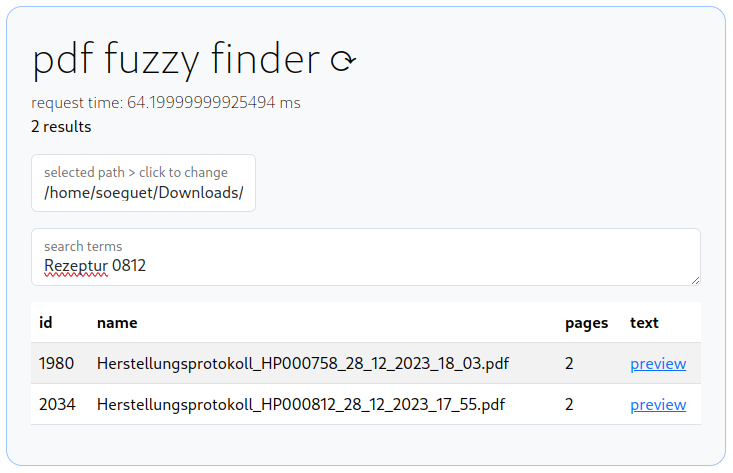 pdf fuzzy finder ⟳
request time: 64.19999999925494 ms
2 results
selected path > click to change
/home/soeguet/Downloads/
search terms
Rezeptur 0812
id name pages text
1980 Herstellungsprotokoll_HP000758_28_12_2023_18_03.pdf 2 preview
2034 Herstellungsprotokoll_HP000812_28_12_2023_17_55.pdf 2 preview